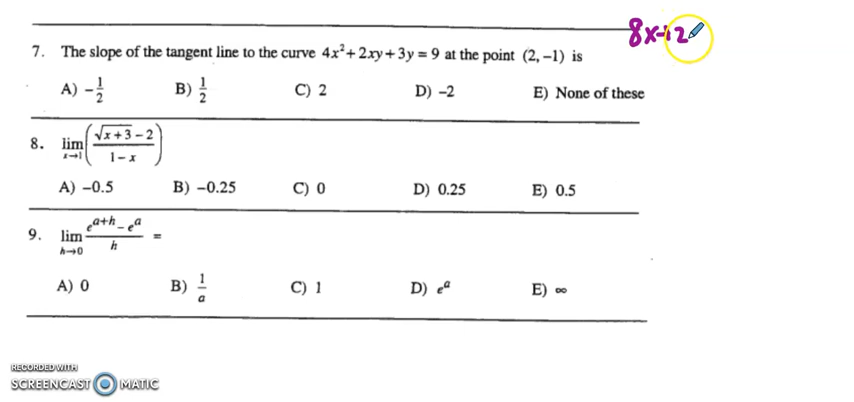 8x+2
7. The slope of the tangent line to the curve 4x²+2xy+3y=9 at the point (2,−1) is
A) −1/2 B) 1/2 C) 2 D) −2 E) None of these
8. lim x→1 ((√(x+3)−2)/(1−x))
A) −0.5 B) −0.25 C) 0 D) 0.25 E) 0.5
9. lim h→0 (e^(a+h)−e^a)/h =
A) 0 B) 1/a C) 1 D) e^a E) ∞
RECORDED WITH
SCREENCAST O MATIC